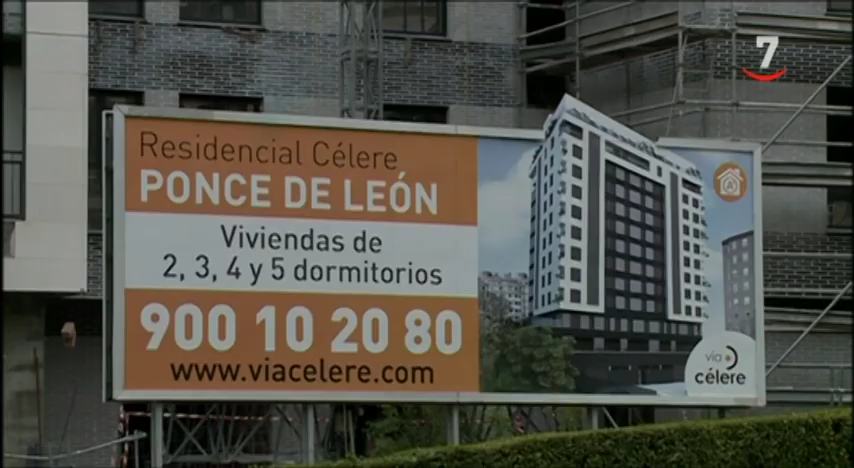 7
Residencial Célere
PONCE DE LEÓN
Viviendas de
2, 3, 4 y 5 dormitorios
900 10 20 80
www.viacelere.com
A
vía
célere